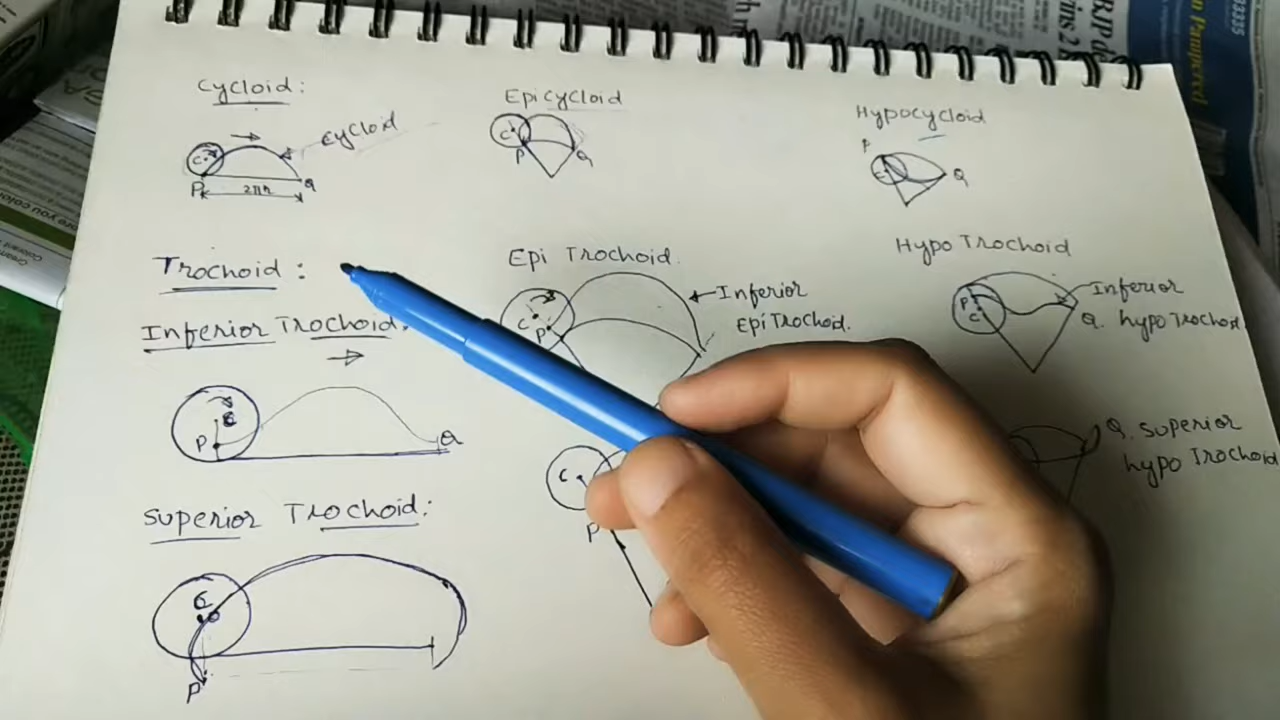 Cycloid:
cycloid
C
P
Q
2πr
Epicycloid
C
P
Q
Hypocycloid
P
C
Q
Trochoid:
Inferior Trochoid:
C
P
Q
Superior Trochoid:
C
P
Epi Trochoid.
C
P
Inferior
Epi Trochoid.
C
P
Hypo Trochoid
P
C
Inferior
Q. hypo Trochoid
Q. superior
hypo Trochoid
Pampered